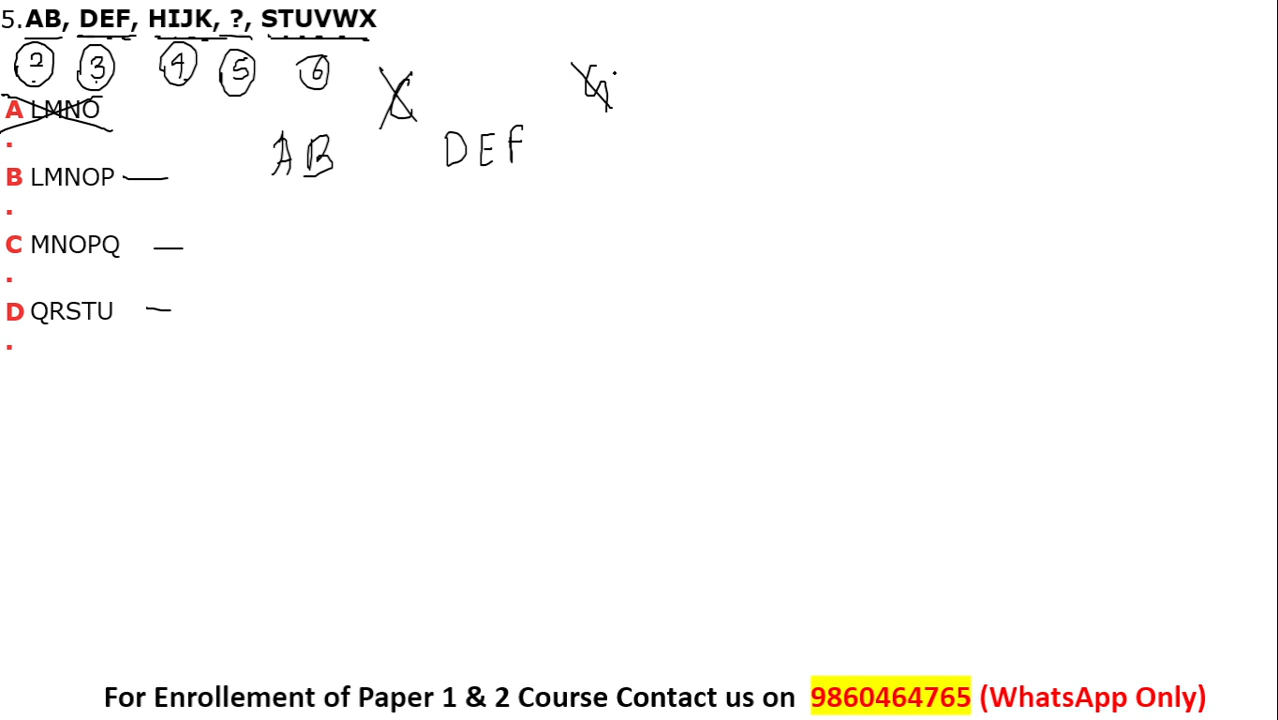 5. AB, DEF, HIJK, ?, STUVWX
2 3 4 5 6
A LMNO
.
AB C DEF G
B LMNOP
.
C MNOPQ
.
D QRSTU
.
For Enrollement of Paper 1 & 2 Course Contact us on 9860464765 (WhatsApp Only)